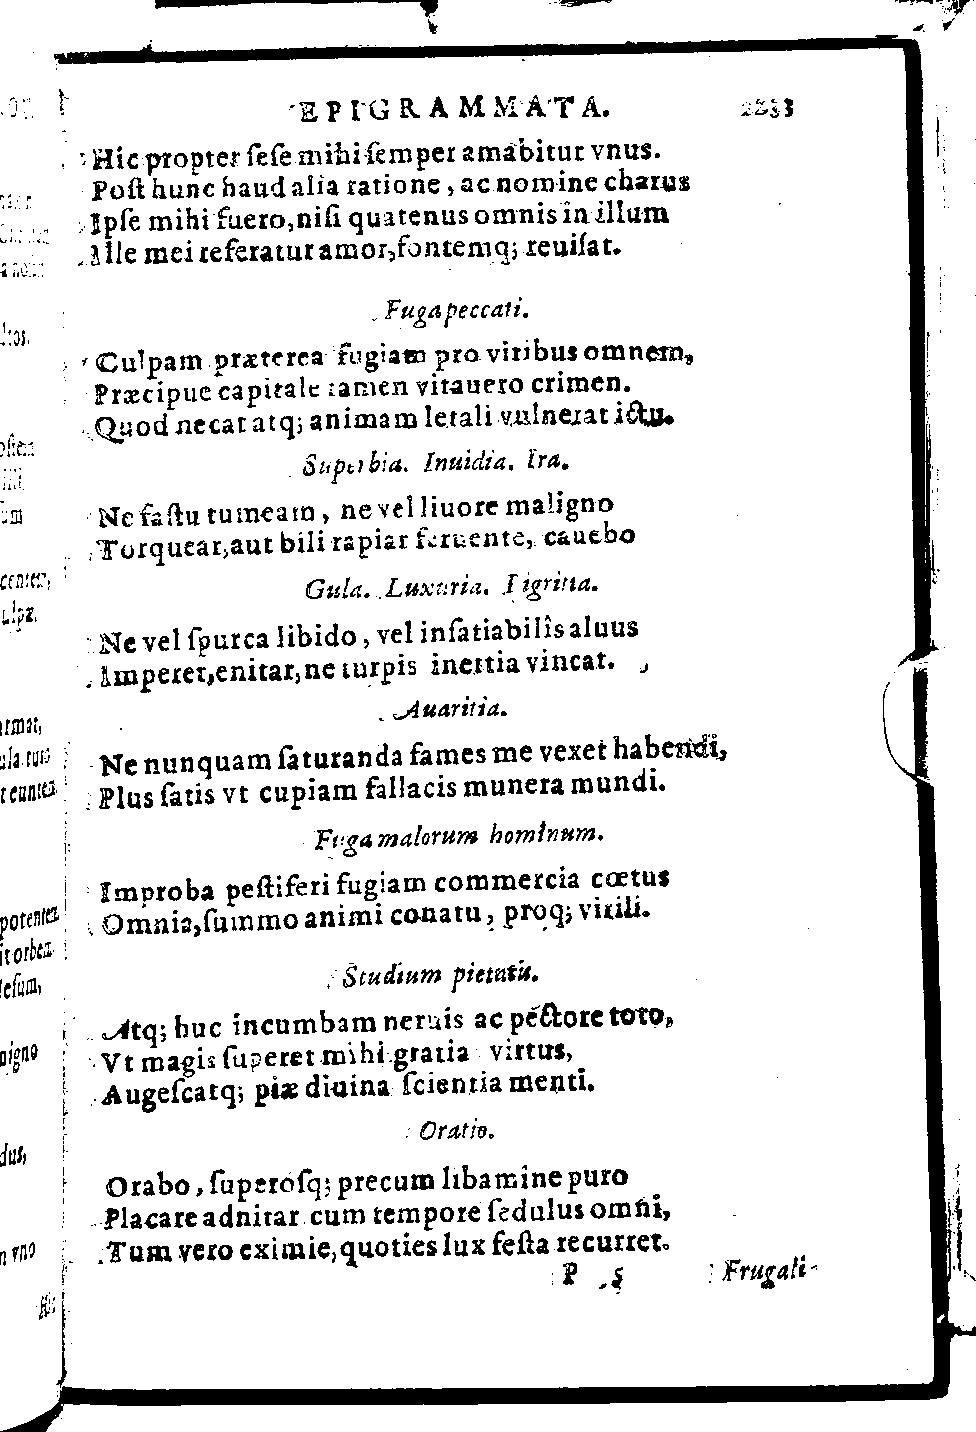 EPIGRAMMATA.
Hic propter ſeſe mihi ſemper amabitur vnus.
Poſt hunc haud alia ratione, ac nomine charus
Ipſe mihi fuero, niſi quatenus omnis in illum
Ille mei referatur amor, fontemq; reuiſat.
Fuga peccati.
Culpam præterea fugiam pro viribus omnem,
Præcipue capitale tamen vitauero crimen.
Quod necat atq; animam letali vulnerat ictu.
Superbia. Inuidia. Ira.
Ne faſtu tumeam, ne vel liuore maligno
Torquear, aut bili rapiar feruente, cauebo
Gula. Luxuria. Pigritia.
Ne vel ſpurca libido, vel inſatiabilis aluus
Imperet, enitar, ne turpis inertia vincat.
Auaritia.
Ne nunquam ſaturanda fames me vexet habendi,
Plus ſatis vt cupiam fallacis munera mundi.
Fuga malorum hominum.
Improba peſtiferi fugiam commercia cœtus
Omnia, ſummo animi conatu, proq; virili.
Studium pietatis.
Atq; huc incumbam neruis ac pectore toto,
Vt magis ſuperet mihi gratia virtus,
Augeſcatq; piæ diuina ſcientia menti.
Oratio.
Orabo, ſuperoſq; precum libamine puro
Placare adnitar cum tempore ſedulus omni,
Tum vero eximie, quoties lux feſta recurret.
P 5 Frugali-